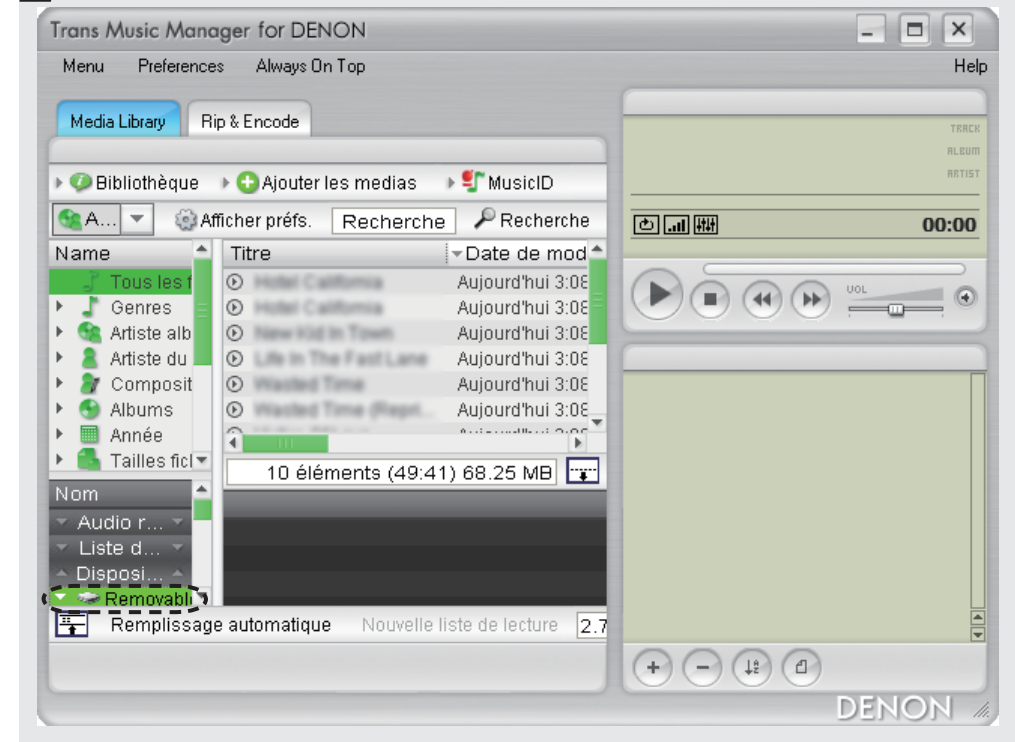 Trans Music Manager for DENON
Menu Preferences Always On Top Help
Media Library Rip & Encode
TRACK
ALBUM
ARTIST
Bibliothèque Ajouter les medias MusicID
A... Afficher préfs. Recherche Recherche
00:00
Name Titre Date de mod
Tous les f Aujourd'hui 3:08
Genres Aujourd'hui 3:08
Artiste alb Aujourd'hui 3:08
Artiste du Aujourd'hui 3:08
Composit Aujourd'hui 3:08
Albums Aujourd'hui 3:08
Année
Tailles fic
VOL
10 éléments (49:41) 68.25 MB
Nom
Audio r...
Liste d...
Disposi...
Removabl
Remplissage automatique Nouvelle liste de lecture 2.7
DENON